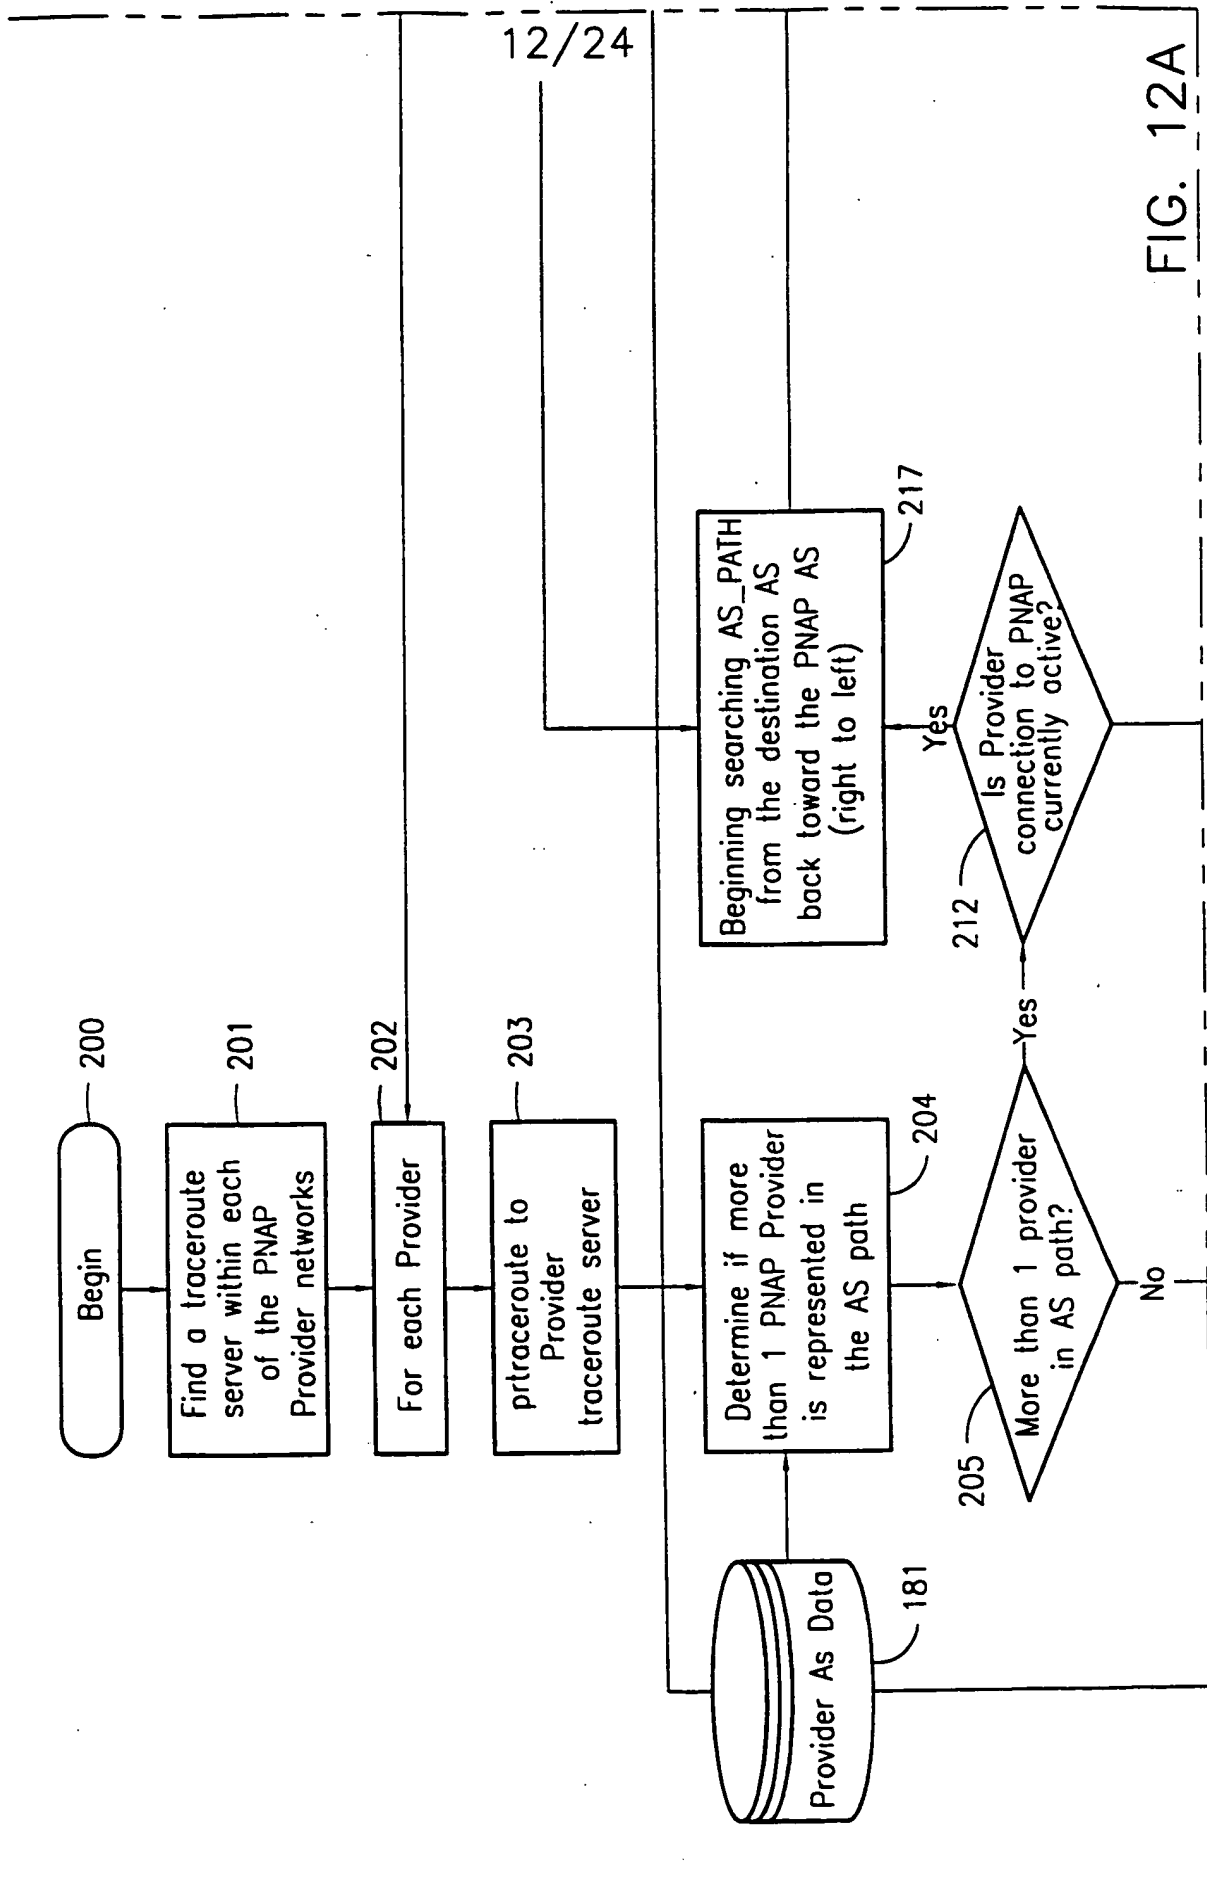 12/24
Begin
200
Find a traceroute
server within each
of the PNAP
Provider networks
201
For each Provider
202
prtraceroute to
Provider
traceroute server
203
Provider As Data
181
Determine if more
than 1 PNAP Provider
is represented in
the AS path
204
Beginning searching AS_PATH
from the destination AS
back toward the PNAP AS
(right to left)
217
205
More than 1 provider
in AS path?
Yes
No
212
Is Provider
connection to PNAP
currently active?
Yes
FIG. 12A